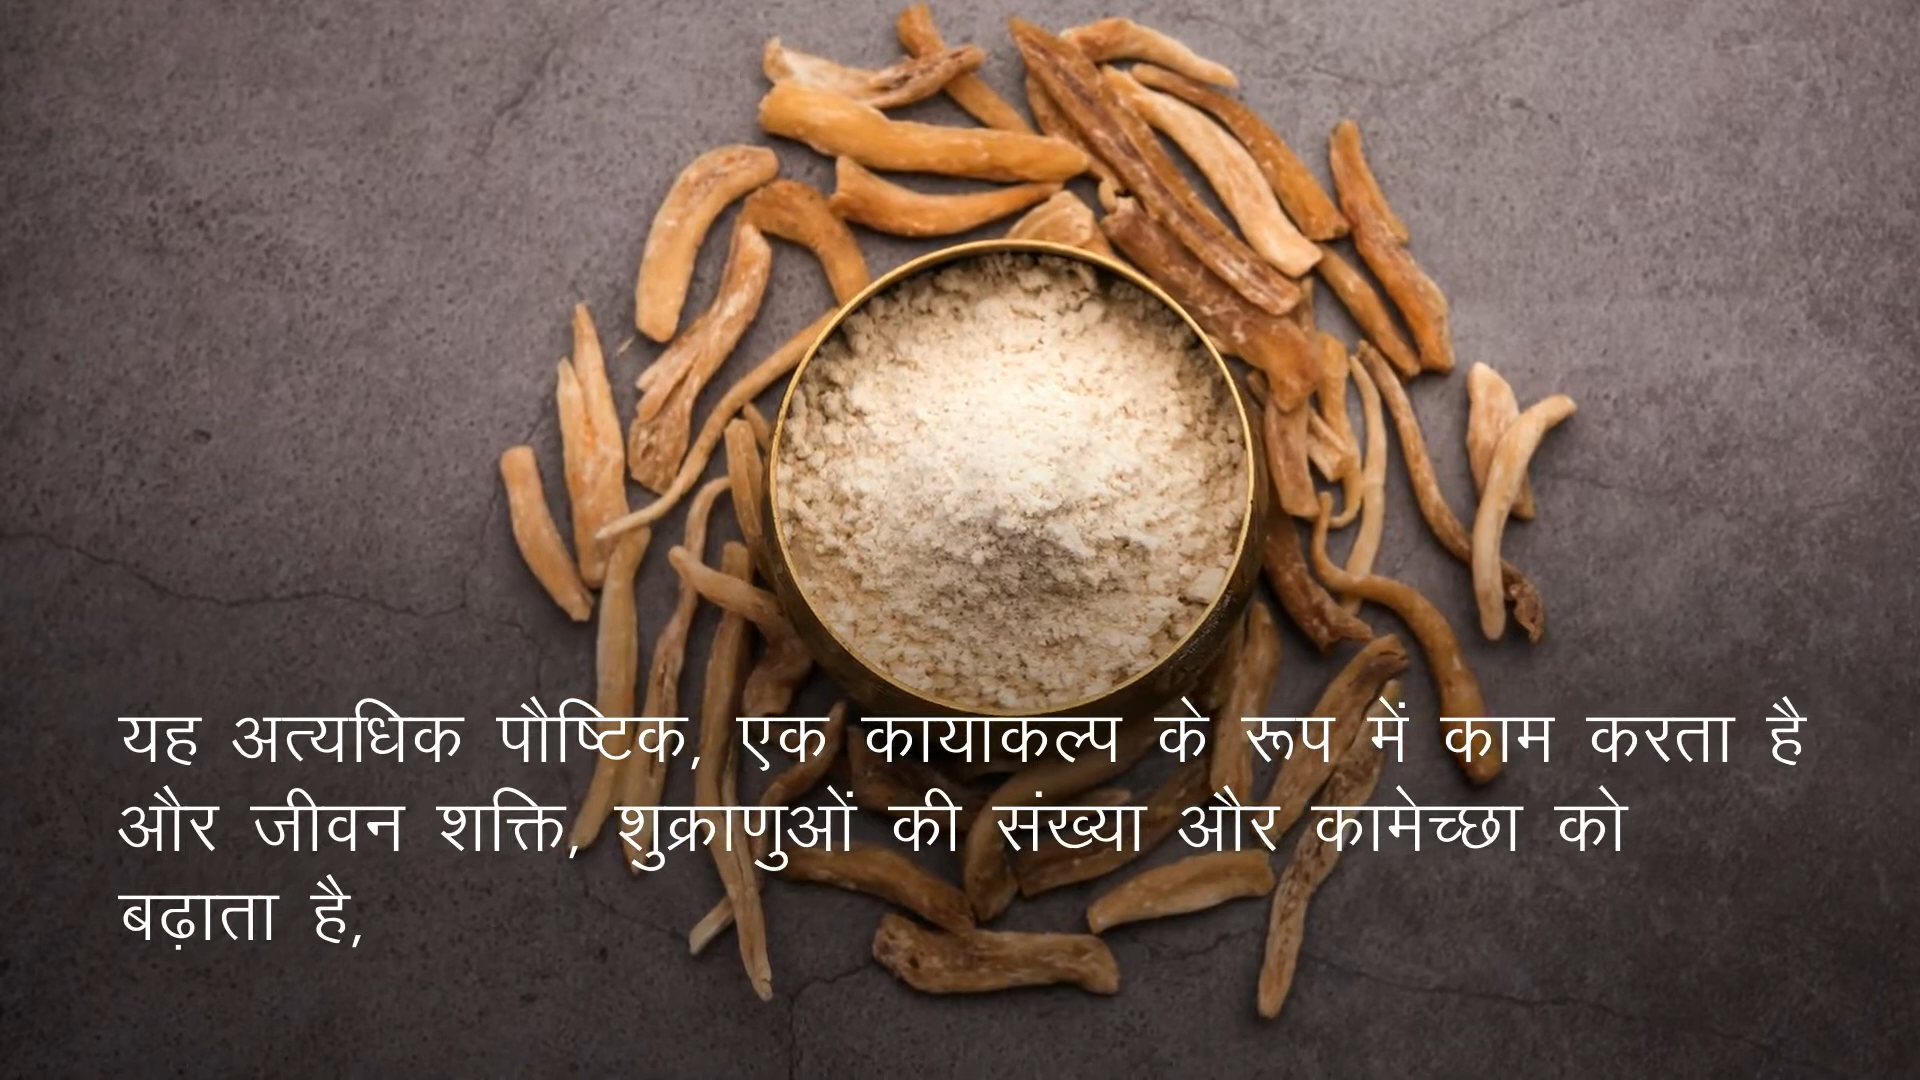 यह अत्यधिक पौष्टिक, एक कायाकल्प के रूप में काम करता है
और जीवन शक्ति, शुक्राणुओं की संख्या और कामेच्छा को
बढ़ाता है,